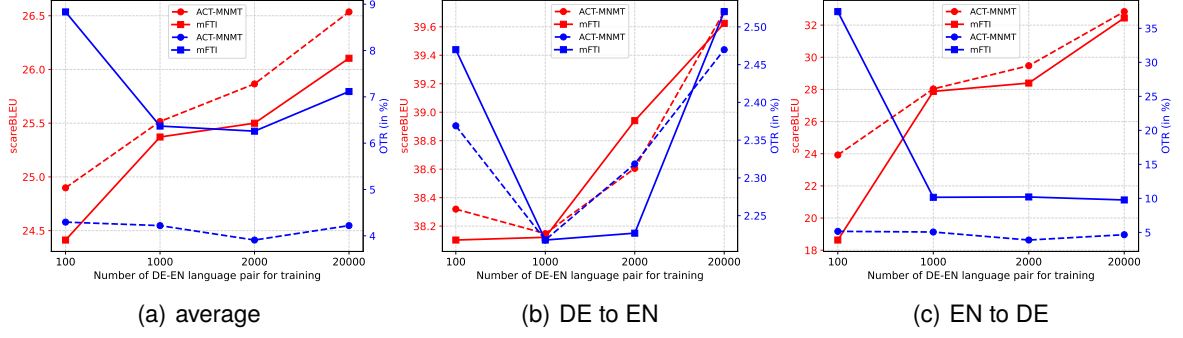 26.5
26.0
25.5
25.0
24.5
scareBLEU
ACT-MNMT
mFTI
ACT-MNMT
mFTI
9
8
7
6
5
4
OTR (in %)
100 1000 2000 20000
Number of DE-EN language pair for training
(a) average
39.6
39.4
39.2
39.0
38.8
38.6
38.4
38.2
scareBLEU
ACT-MNMT
mFTI
ACT-MNMT
mFTI
2.50
2.45
2.40
2.35
2.30
2.25
OTR (in %)
100 1000 2000 20000
Number of DE-EN language pair for training
(b) DE to EN
32
30
28
26
24
22
20
18
scareBLEU
ACT-MNMT
mFTI
ACT-MNMT
mFTI
35
30
25
20
15
10
5
OTR (in %)
100 1000 2000 20000
Number of DE-EN language pair for training
(c) EN to DE